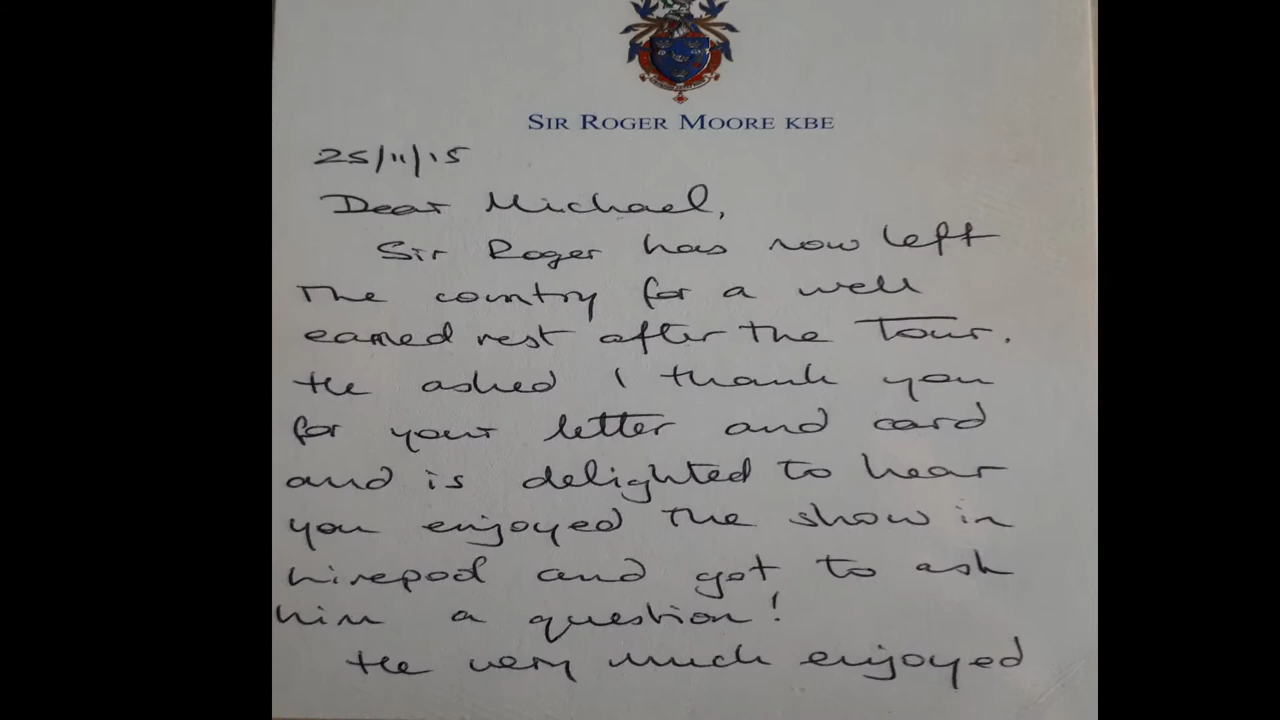 SIR ROGER MOORE KBE
25/11/15
Dear Michael,
Sir Roger has now left
the country for a well
earned rest after the Tour.
He asked I thank you
for your letter and card
and is delighted to hear
you enjoyed the show in
Liverpool and got to ask
him a question!
He very much enjoyed